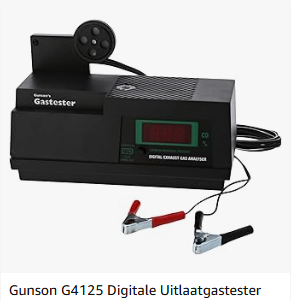 Gunson's
Gastester
CO
%
DIGITAL EXHAUST GAS ANALYSER
Gunson G4125 Digitale Uitlaatgastester